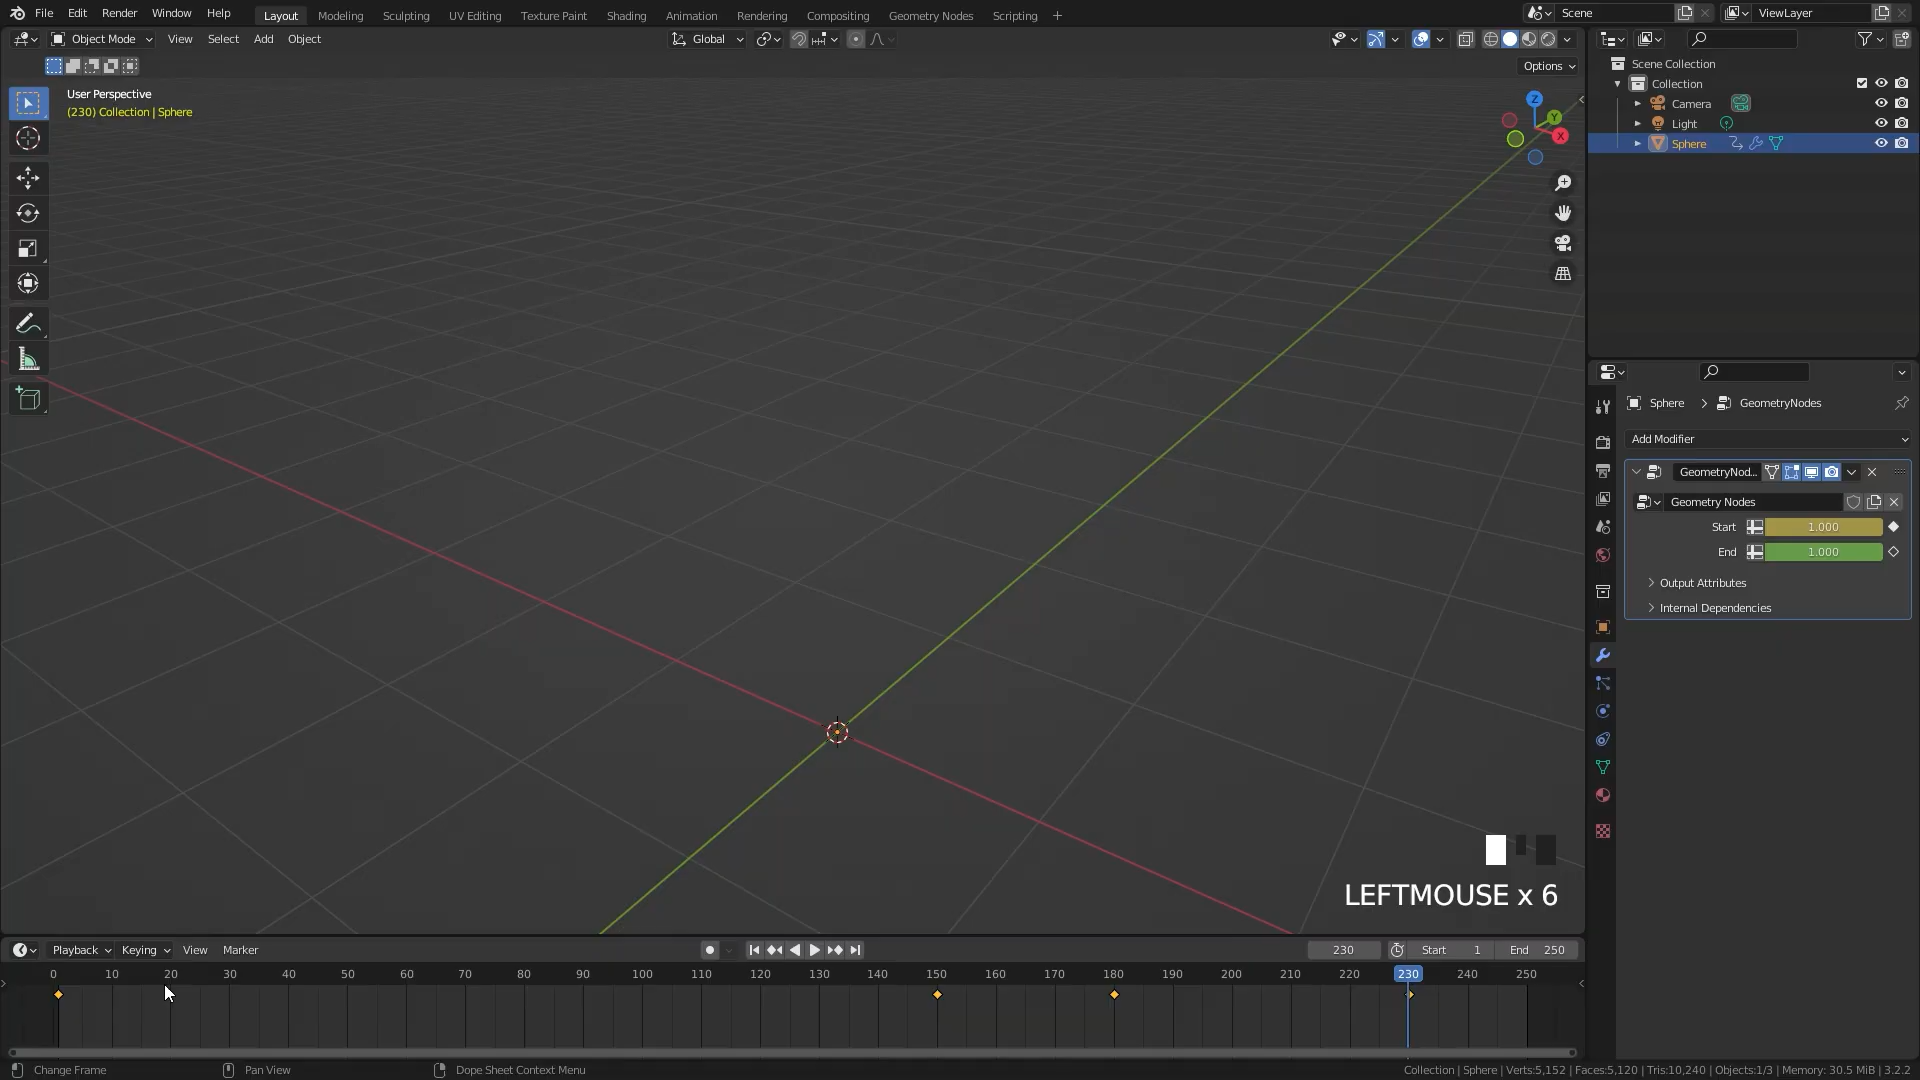 File Edit Render Window Help Layout Modeling Sculpting UV Editing Texture Paint Shading Animation Rendering Compositing Geometry Nodes Scripting + Scene ViewLayer
Object Mode View Select Add Object Global
Options
User Perspective
(230) Collection | Sphere
Z
Y
X
Scene Collection
Collection
Camera
Light
Sphere
Sphere > GeometryNodes
Add Modifier
GeometryNod...
Geometry Nodes
Start 1.000
End 1.000
Output Attributes
Internal Dependencies
LEFTMOUSE x 6
Playback Keying View Marker 230 Start 1 End 250
0 10 20 30 40 50 60 70 80 90 100 110 120 130 140 150 160 170 180 190 200 210 220 230 240 250
Change Frame Pan View Dope Sheet Context Menu Collection | Sphere | Verts:5,152 | Faces:5,120 | Tris:10,240 | Objects:1/3 | Memory: 30.5 MiB | 3.2.2